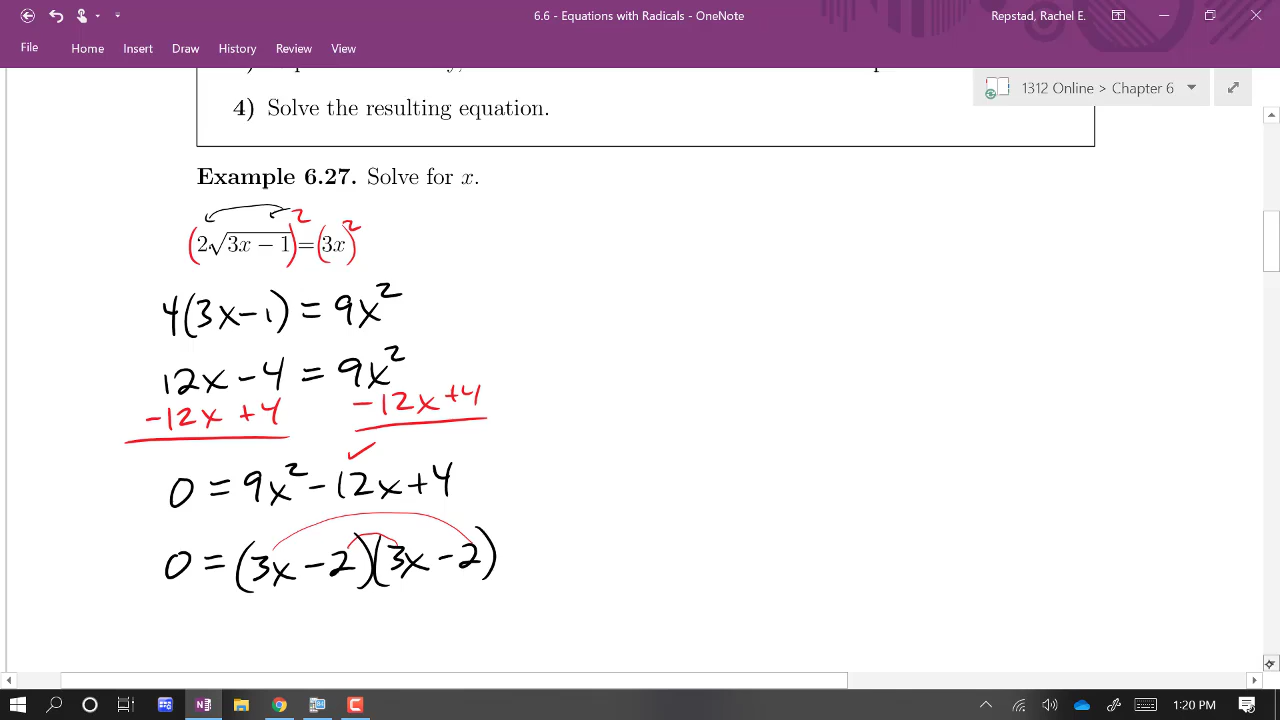 6.6 - Equations with Radicals - OneNote
Repstad, Rachel E.
File Home Insert Draw History Review View
1312 Online > Chapter 6
4) Solve the resulting equation.
Example 6.27. Solve for x.
(2√(3x − 1))² = (3x)²
4(3x-1) = 9x²
12x - 4 = 9x²
-12x +4 -12x +4
0 = 9x² - 12x + 4
0 = (3x - 2)(3x - 2)
1:20 PM